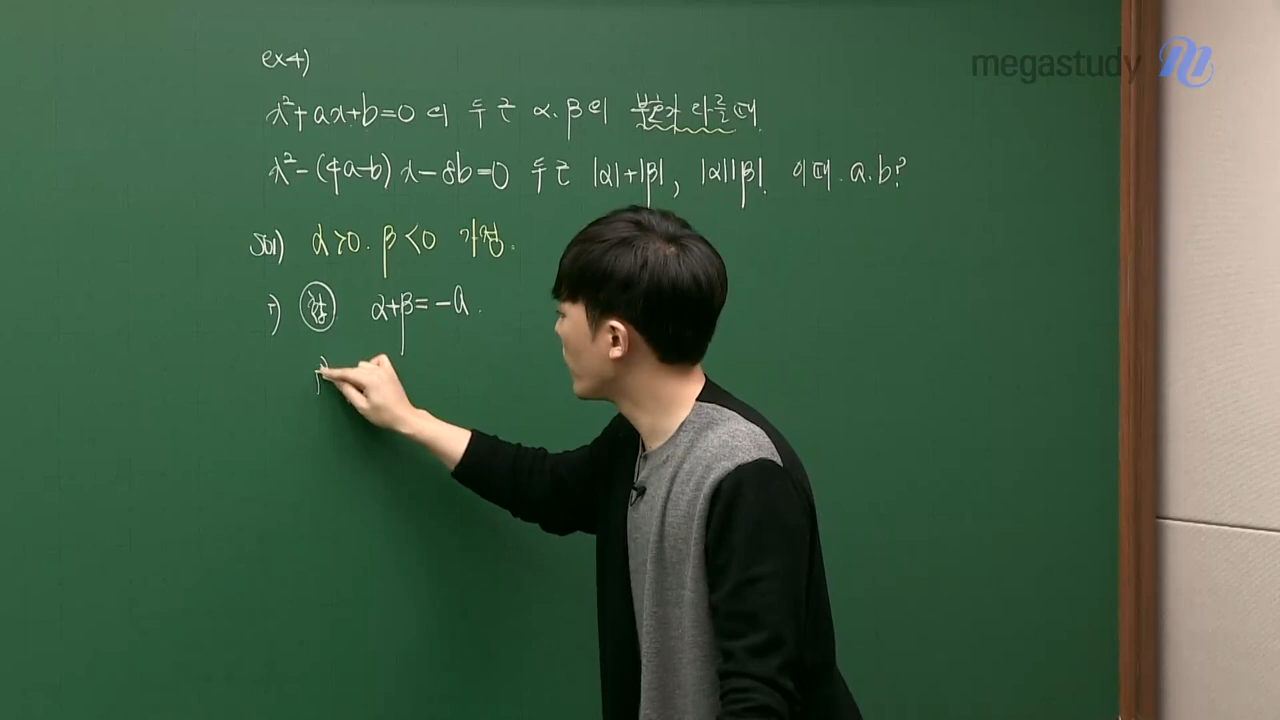 ex4)
megastudy
x²+ax+b=0 의 두 근 α.β의 부호가 다를 때
x²-(4a-b)x-8b=0 두 근 |α|+|β|, |α||β|. 이때. a.b?
Sol) α>0. β<0 가정.
i) 합 α+β=-a.